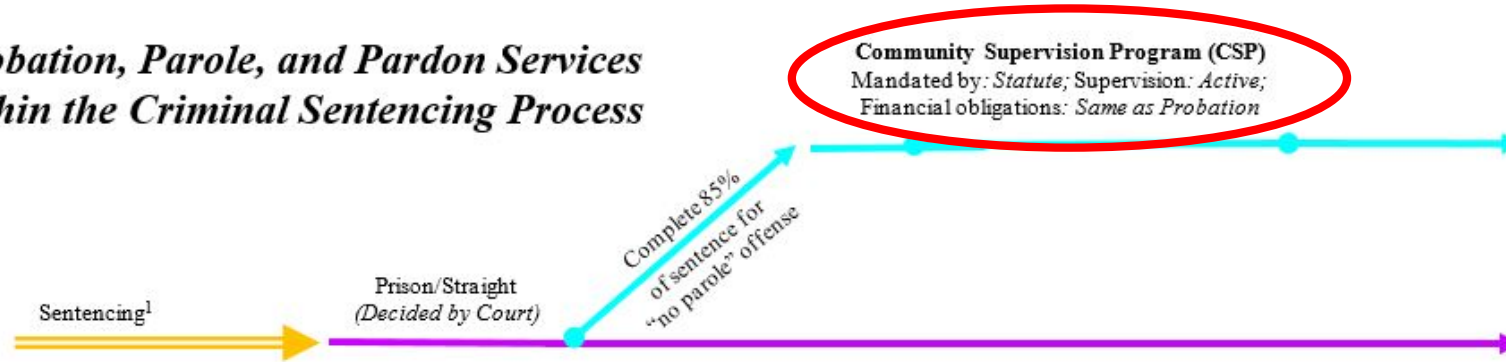 obation, Parole, and Pardon Services
hin the Criminal Sentencing Process
Community Supervision Program (CSP)
Mandated by: Statute; Supervision: Active;
Financial obligations: Same as Probation
Complete 85%
of sentence for
“no parole” offense
Prison/Straight
(Decided by Court)
Sentencing¹